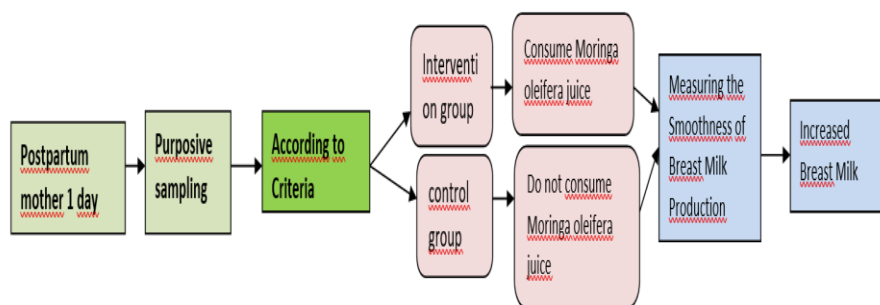 Postpartum
mother 1 day
Purposive
sampling
According to
Criteria
Interventi
on group
Consume Moringa
oleifera juice
control
group
Do not consume
Moringa oleifera
juice
Measuring the
Smoothness of
Breast Milk
Production
Increased
Breast Milk